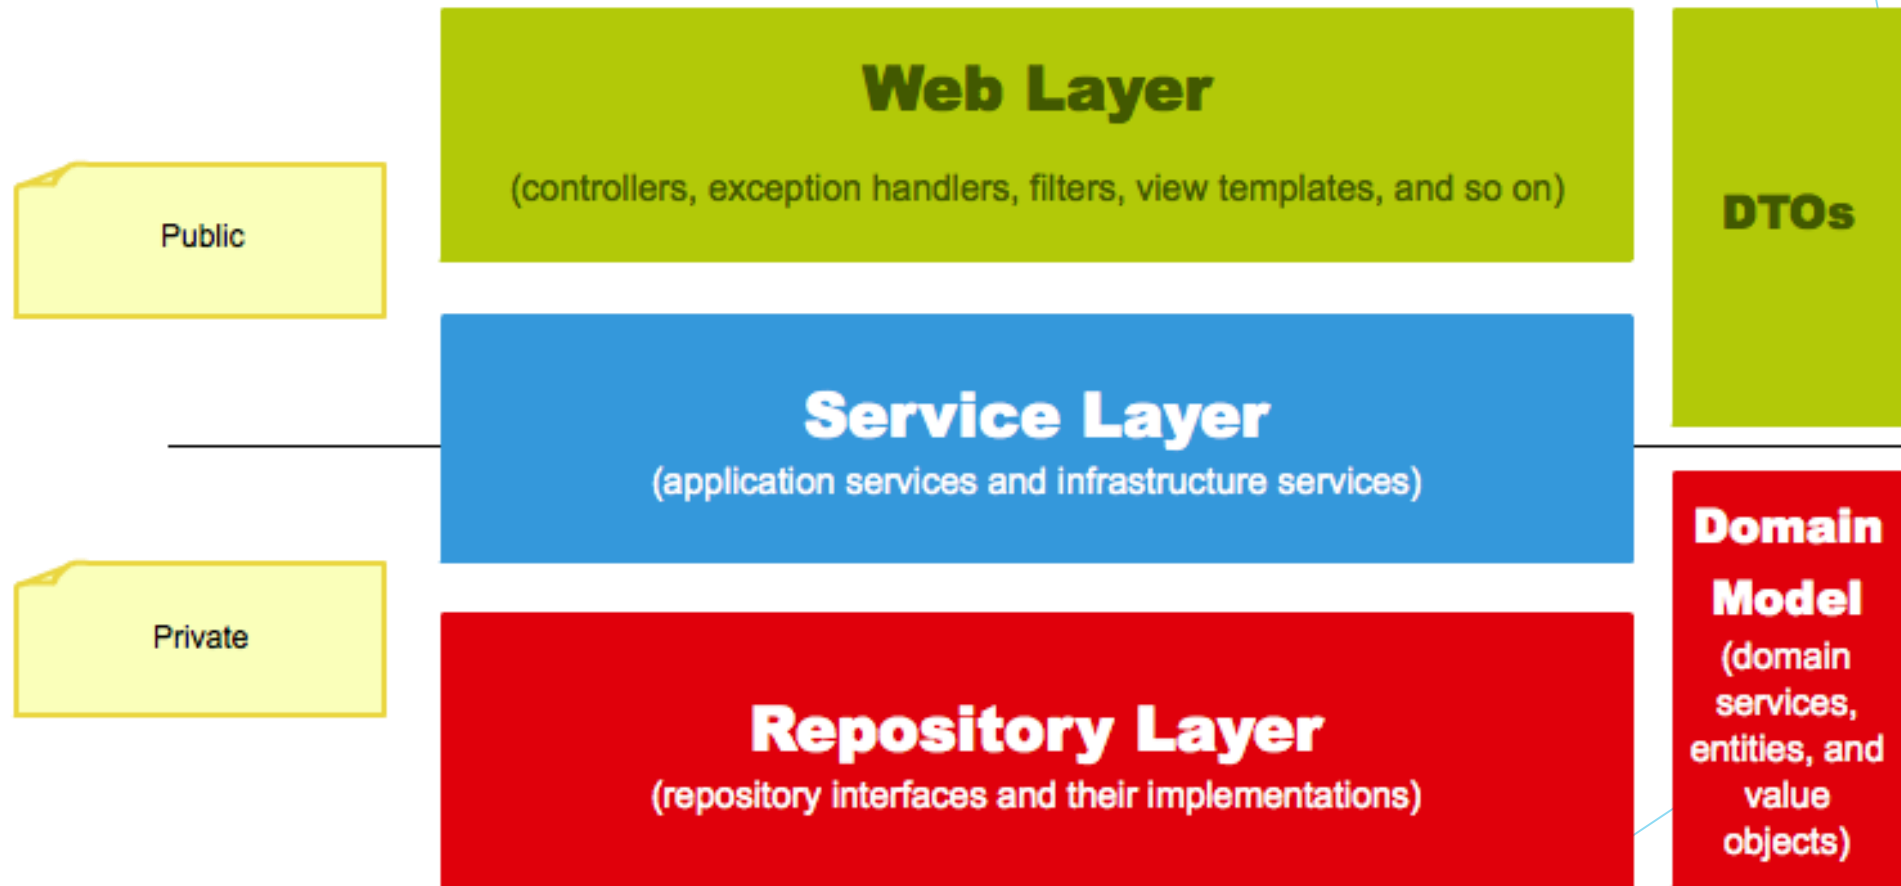 Web Layer
(controllers, exception handlers, filters, view templates, and so on)
DTOs
Public
Service Layer
(application services and infrastructure services)
Domain
Model
(domain
services,
entities, and
value
objects)
Private
Repository Layer
(repository interfaces and their implementations)